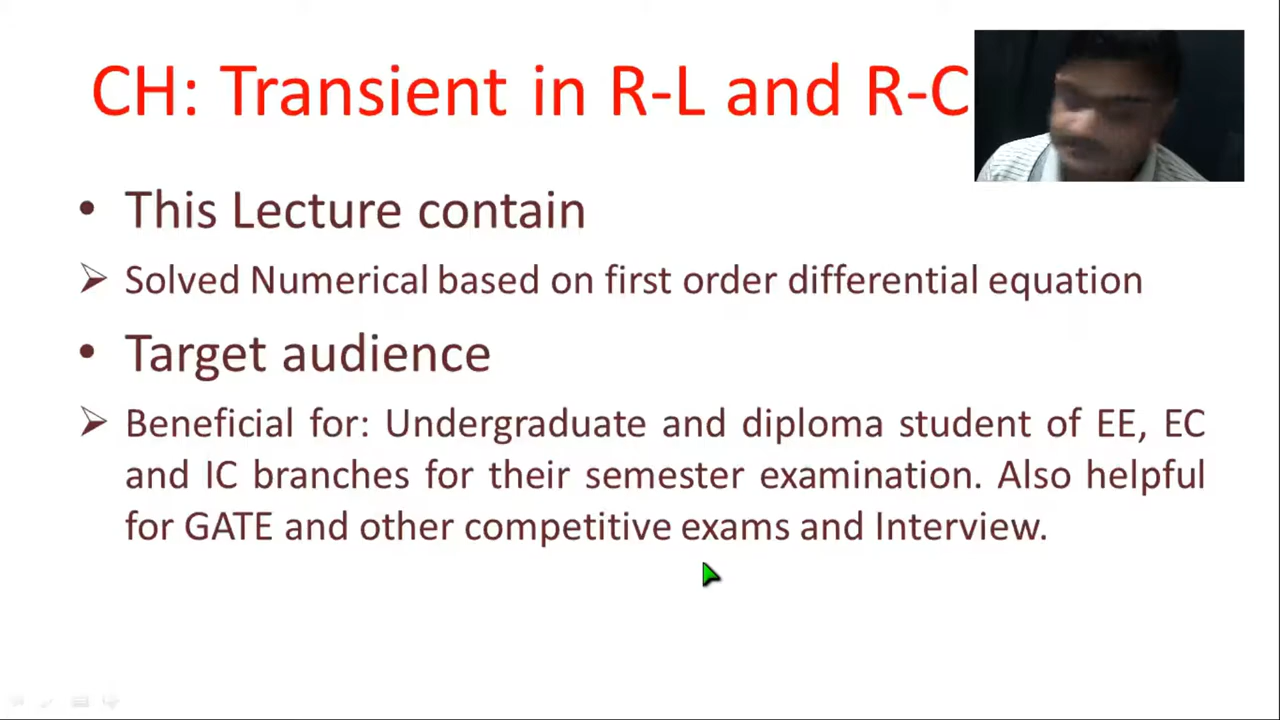 CH: Transient in R-L and R-C
• This Lecture contain
➢ Solved Numerical based on first order differential equation
• Target audience
➢ Beneficial for: Undergraduate and diploma student of EE, EC
and IC branches for their semester examination. Also helpful
for GATE and other competitive exams and Interview.